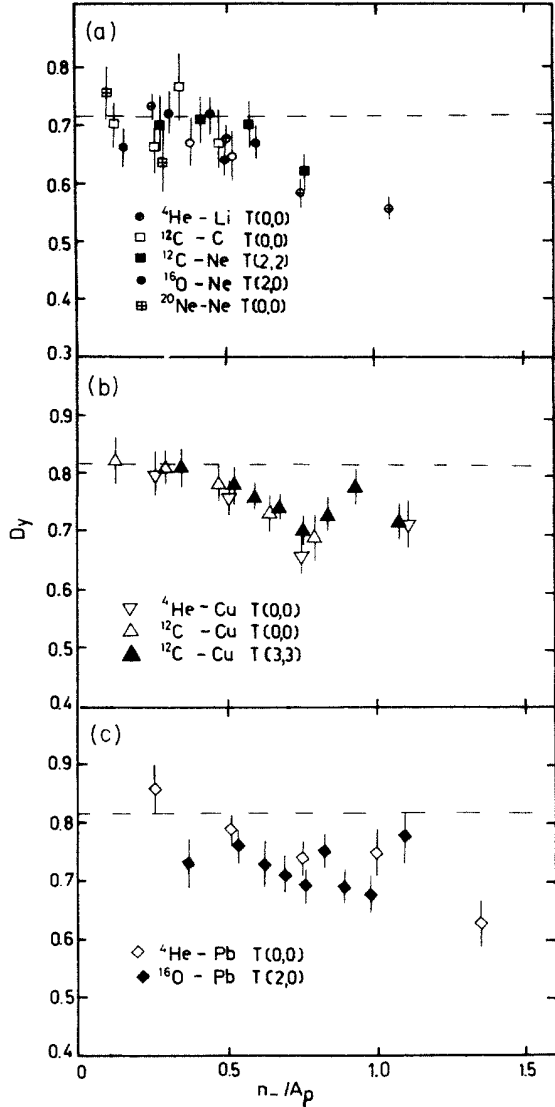 (a)
0.8
0.7
0.6
0.5
0.4
0.3
⁴He – Li T(0,0)
¹²C – C T(0,0)
¹²C – Ne T(2,2)
¹⁶O – Ne T(2,0)
²⁰Ne – Ne T(0,0)
(b)
0.9
0.8
0.7
0.6
0.5
0.4
Dy
⁴He – Cu T(0,0)
¹²C – Cu T(0,0)
¹²C – Cu T(3,3)
(c)
0.9
0.8
0.7
0.6
0.5
0.4
⁴He – Pb T(0,0)
¹⁶O – Pb T(2,0)
0 0.5 1.0 1.5
n₋/Ap